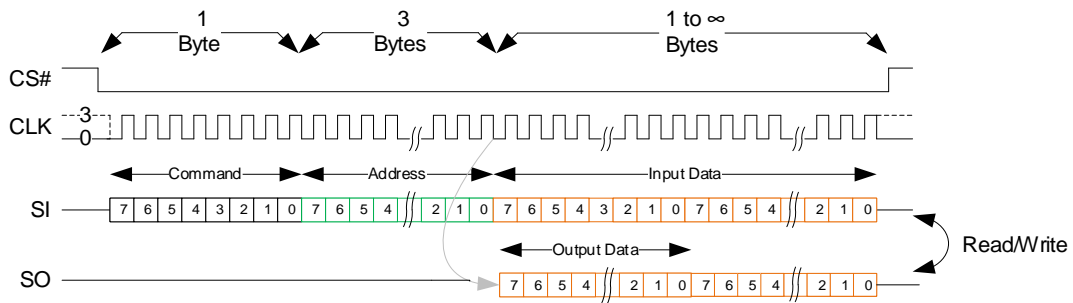 1 Byte
3 Bytes
1 to ∞ Bytes
CS#
CLK
3
0
Command
Address
Input Data
SI
7 6 5 4 3 2 1 0 7 6 5 4 2 1 0 7 6 5 4 3 2 1 0 7 6 5 4 2 1 0
Read/Write
Output Data
SO
7 6 5 4 2 1 0 7 6 5 4 2 1 0